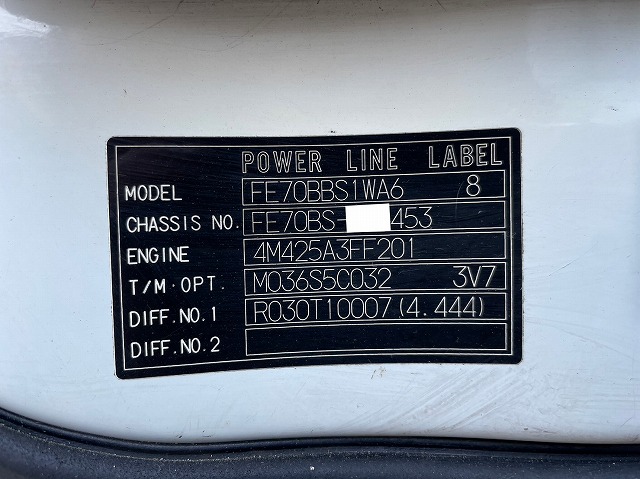 POWER LINE LABEL
MODEL FE70BBS1WA6 8
CHASSIS NO. FE70BS- 453
ENGINE 4M425A3FF201
T/M·OPT. M036S5C032 3V7
DIFF.NO.1 R030T10007(4.444)
DIFF.NO.2